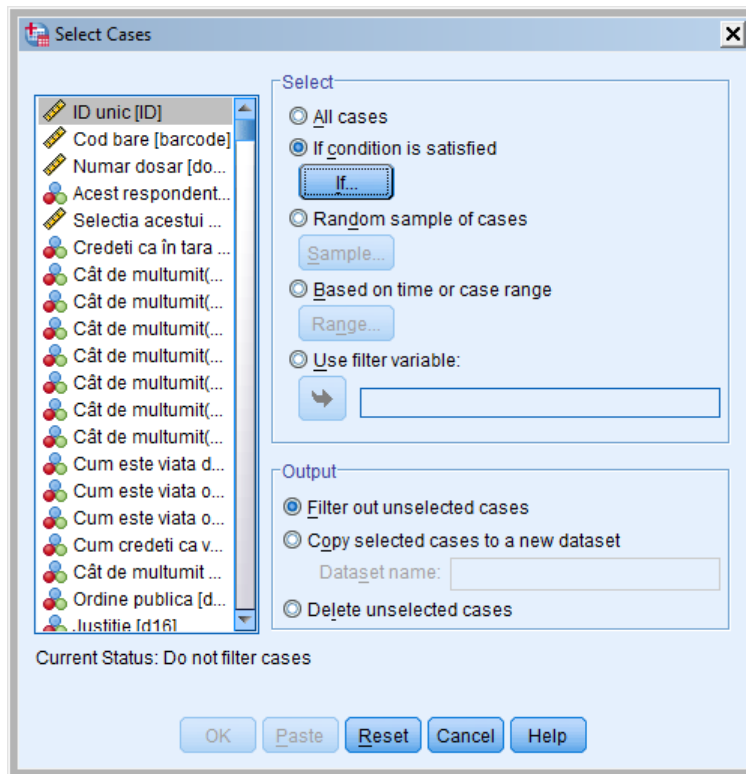 Select Cases
ID unic [ID]
Cod bare [barcode]
Numar dosar [do...
Acest respondent...
Selectia acestui ...
Credeti ca în tara ...
Cât de multumit(...
Cât de multumit(...
Cât de multumit(...
Cât de multumit(...
Cât de multumit(...
Cât de multumit(...
Cât de multumit(...
Cum este viata d...
Cum este viata o...
Cum este viata o...
Cum credeti ca v...
Cât de multumit ...
Ordine publica [d...
Justitie [d16]
Select
All cases
If condition is satisfied
If...
Random sample of cases
Sample...
Based on time or case range
Range...
Use filter variable:
Output
Filter out unselected cases
Copy selected cases to a new dataset
Dataset name:
Delete unselected cases
Current Status: Do not filter cases
OK Paste Reset Cancel Help